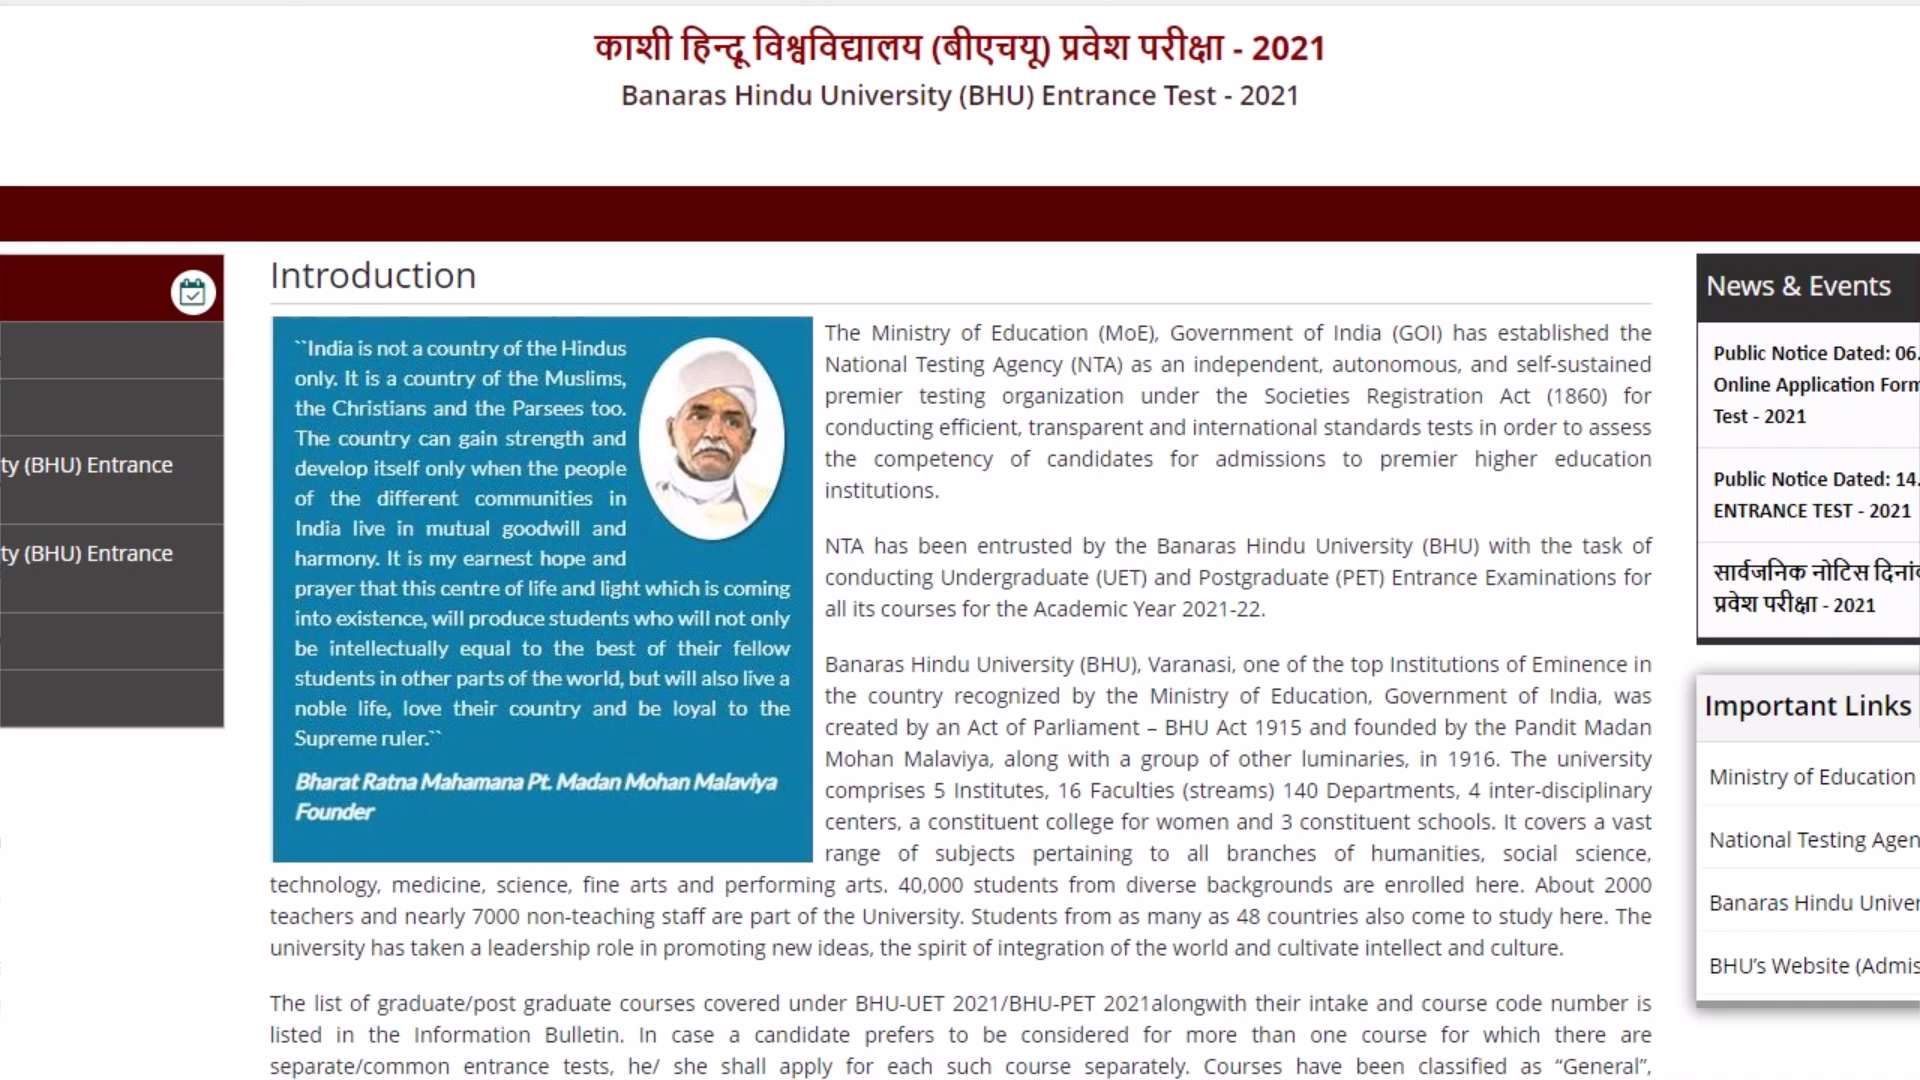 काशी हिन्दू विश्वविद्यालय (बीएचयू) प्रवेश परीक्षा - 2021
Banaras Hindu University (BHU) Entrance Test - 2021
ty (BHU) Entrance
ty (BHU) Entrance
Introduction
``India is not a country of the Hindus
only. It is a country of the Muslims,
the Christians and the Parsees too.
The country can gain strength and
develop itself only when the people
of the different communities in
India live in mutual goodwill and
harmony. It is my earnest hope and
prayer that this centre of life and light which is coming
into existence, will produce students who will not only
be intellectually equal to the best of their fellow
students in other parts of the world, but will also live a
noble life, love their country and be loyal to the
Supreme ruler.``
Bharat Ratna Mahamana Pt. Madan Mohan Malaviya
Founder
The Ministry of Education (MoE), Government of India (GOI) has established the
National Testing Agency (NTA) as an independent, autonomous, and self-sustained
premier testing organization under the Societies Registration Act (1860) for
conducting efficient, transparent and international standards tests in order to assess
the competency of candidates for admissions to premier higher education
institutions.
NTA has been entrusted by the Banaras Hindu University (BHU) with the task of
conducting Undergraduate (UET) and Postgraduate (PET) Entrance Examinations for
all its courses for the Academic Year 2021-22.
Banaras Hindu University (BHU), Varanasi, one of the top Institutions of Eminence in
the country recognized by the Ministry of Education, Government of India, was
created by an Act of Parliament – BHU Act 1915 and founded by the Pandit Madan
Mohan Malaviya, along with a group of other luminaries, in 1916. The university
comprises 5 Institutes, 16 Faculties (streams) 140 Departments, 4 inter-disciplinary
centers, a constituent college for women and 3 constituent schools. It covers a vast
range of subjects pertaining to all branches of humanities, social science,
technology, medicine, science, fine arts and performing arts. 40,000 students from diverse backgrounds are enrolled here. About 2000
teachers and nearly 7000 non-teaching staff are part of the University. Students from as many as 48 countries also come to study here. The
university has taken a leadership role in promoting new ideas, the spirit of integration of the world and cultivate intellect and culture.
The list of graduate/post graduate courses covered under BHU-UET 2021/BHU-PET 2021alongwith their intake and course code number is
listed in the Information Bulletin. In case a candidate prefers to be considered for more than one course for which there are
separate/common entrance tests, he/ she shall apply for each such course separately. Courses have been classified as “General”,
News & Events
Public Notice Dated: 06.
Online Application Form
Test - 2021
Public Notice Dated: 14.
ENTRANCE TEST - 2021
सार्वजनिक नोटिस
प्रवेश परीक्षा - 2021
Important Links
Ministry of Education
National Testing Agen
Banaras Hindu Univer
BHU’s Website (Admis